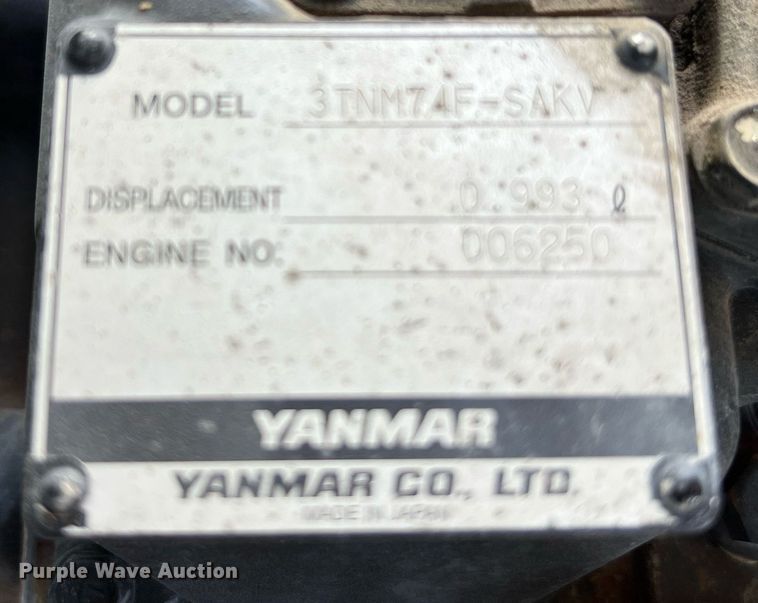 MODEL 3TNM74F-SAKV
DISPLACEMENT 0.993 ℓ
ENGINE NO. 006250
YANMAR
YANMAR CO., LTD.
MADE IN JAPAN
Purple Wave Auction